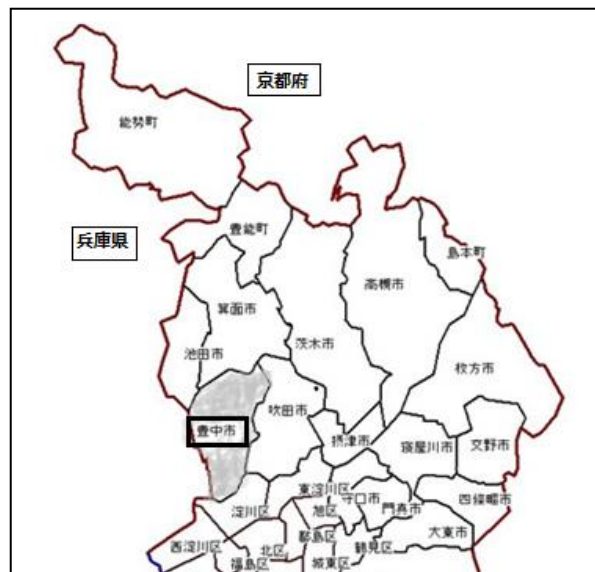 京都府
能勢町
兵庫県
豊能町
島本町
高槻市
箕面市
茨木市
池田市
枚方市
吹田市
豊中市
摂津市
寝屋川市
交野市
東淀川区
守口市
四條畷市
淀川区
旭区
門真市
大東市
都島区
西淀川区
北区
鶴見区
福島区
城東区